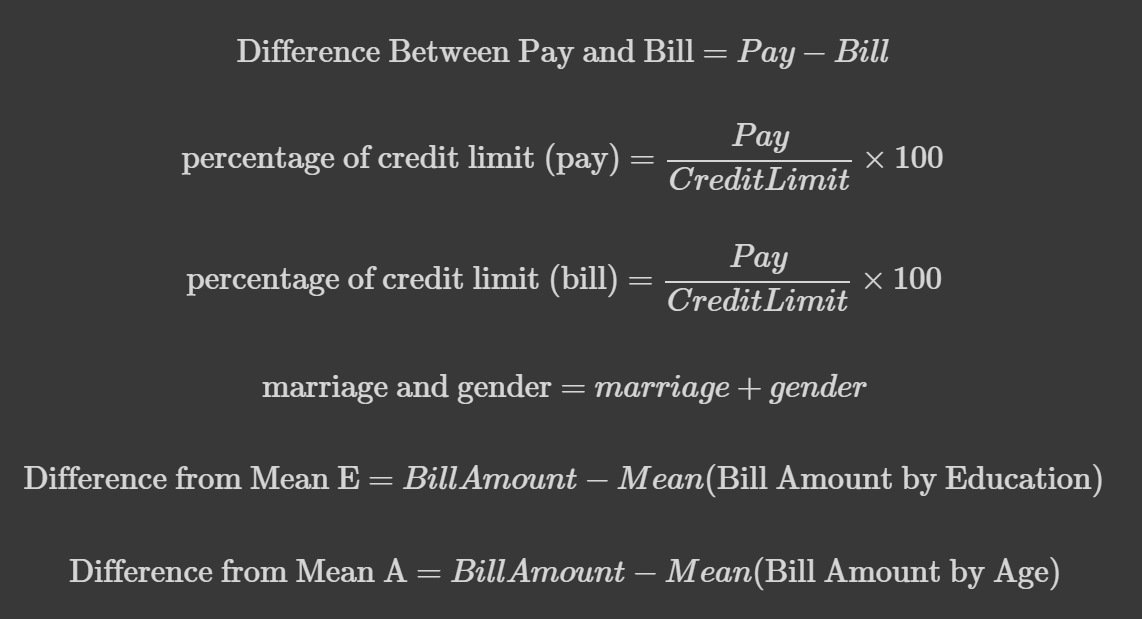 Difference Between Pay and Bill = Pay − Bill
percentage of credit limit (pay) = Pay / CreditLimit × 100
percentage of credit limit (bill) = Pay / CreditLimit × 100
marriage and gender = marriage + gender
Difference from Mean E = BillAmount − Mean(Bill Amount by Education)
Difference from Mean A = BillAmount − Mean(Bill Amount by Age)